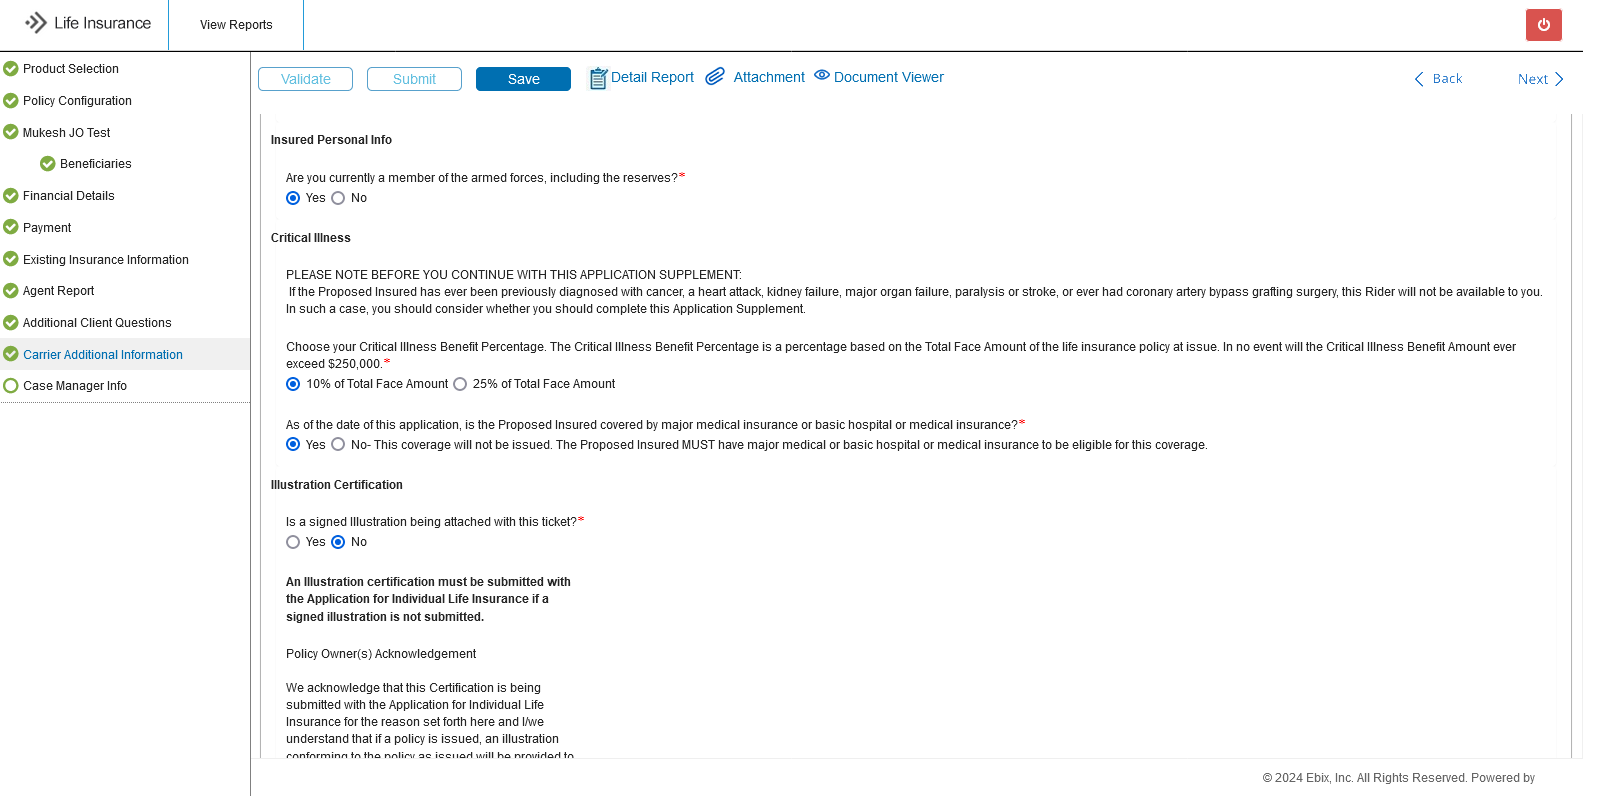 Life Insurance
View Reports
Product Selection
Policy Configuration
Mukesh JO Test
Beneficiaries
Financial Details
Payment
Existing Insurance Information
Agent Report
Additional Client Questions
Carrier Additional Information
Case Manager Info
Validate
Submit
Save
Detail Report
Attachment
Document Viewer
Back
Next
Insured Personal Info
Are you currently a member of the armed forces, including the reserves?*
Yes No
Critical Illness
PLEASE NOTE BEFORE YOU CONTINUE WITH THIS APPLICATION SUPPLEMENT:
If the Proposed Insured has ever been previously diagnosed with cancer, a heart attack, kidney failure, major organ failure, paralysis or stroke, or ever had coronary artery bypass grafting surgery, this Rider will not be available to you.
In such a case, you should consider whether you should complete this Application Supplement.
Choose your Critical Illness Benefit Percentage. The Critical Illness Benefit Percentage is a percentage based on the Total Face Amount of the life insurance policy at issue. In no event will the Critical Illness Benefit Amount ever
exceed $250,000.*
10% of Total Face Amount 25% of Total Face Amount
As of the date of this application, is the Proposed Insured covered by major medical insurance or basic hospital or medical insurance?*
Yes No- This coverage will not be issued. The Proposed Insured MUST have major medical or basic hospital or medical insurance to be eligible for this coverage.
Illustration Certification
Is a signed Illustration being attached with this ticket?*
Yes No
An Illustration certification must be submitted with
the Application for Individual Life Insurance if a
signed illustration is not submitted.
Policy Owner(s) Acknowledgement
We acknowledge that this Certification is being
submitted with the Application for Individual Life
Insurance for the reason set forth here and I/we
understand that if a policy is issued, an illustration
conforming to the policy as issued will be provided to
© 2024 Ebix, Inc. All Rights Reserved. Powered by